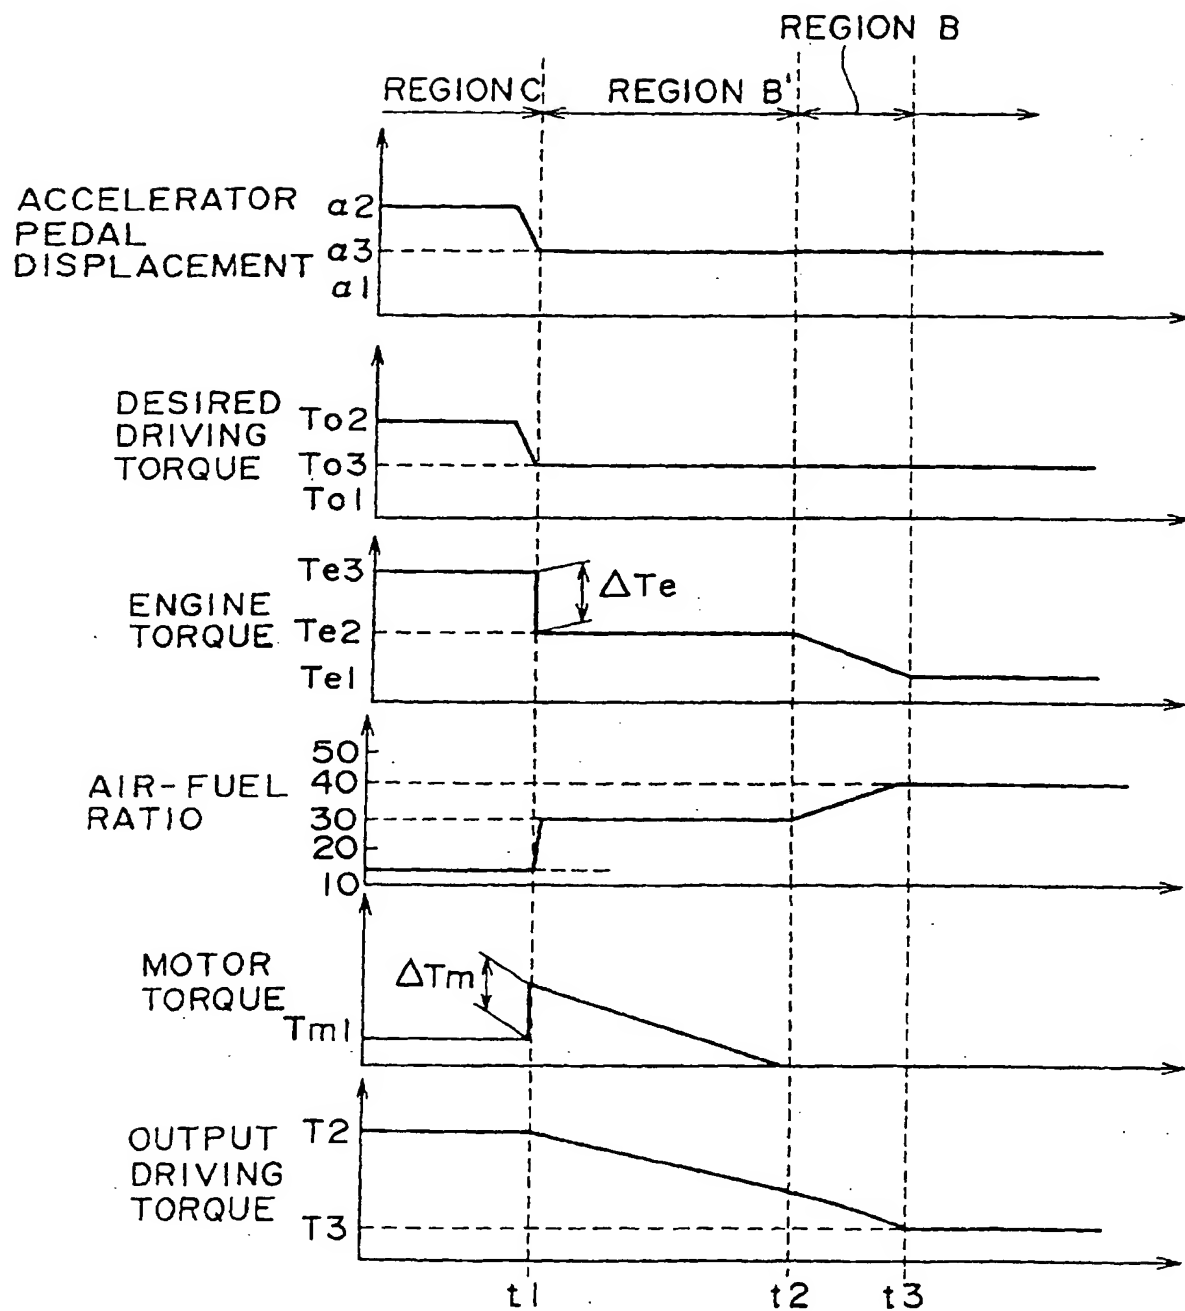 REGION B
REGION C
REGION B'
ACCELERATOR
PEDAL
DISPLACEMENT
α2
α3
α1
DESIRED
DRIVING
TORQUE
To2
To3
To1
ENGINE
TORQUE
Te3
Te2
Te1
ΔTe
AIR-FUEL
RATIO
50
40
30
20
10
MOTOR
TORQUE
ΔTm
Tm1
OUTPUT
DRIVING
TORQUE
T2
T3
t1
t2
t3